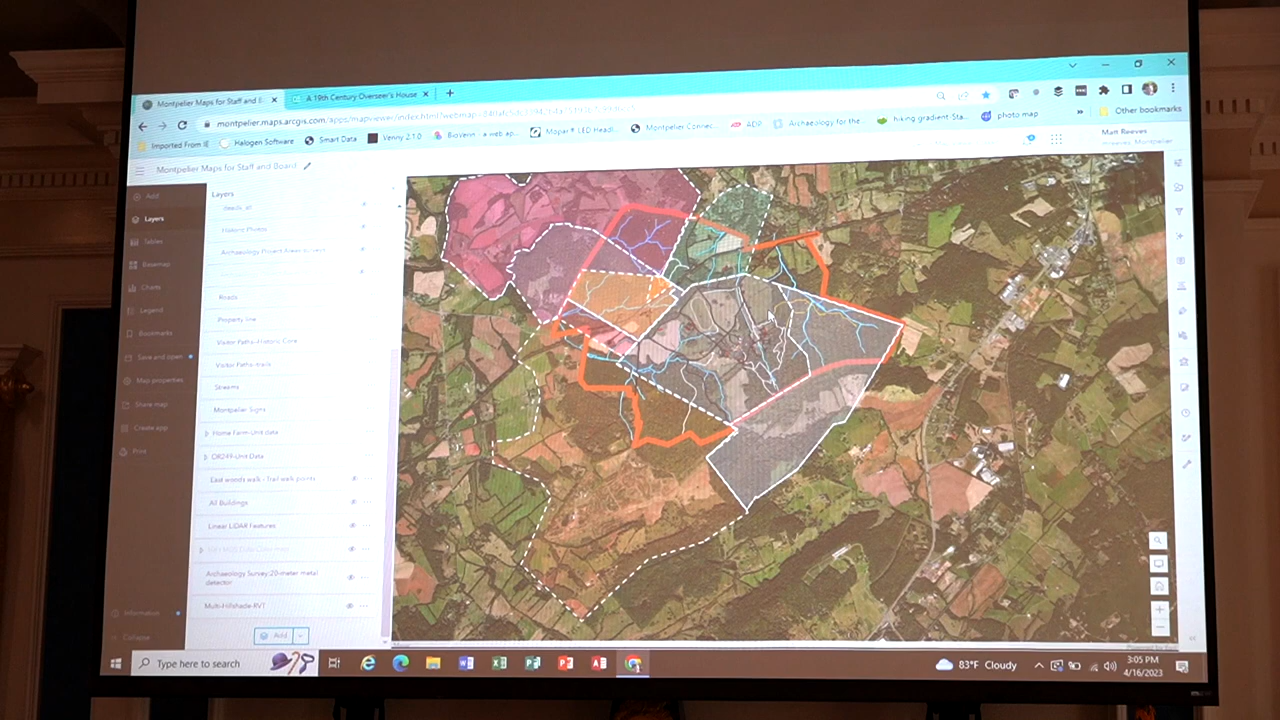 Montpelier Maps for Staff and B
A 19th Century Overseer's House
montpelier.maps.arcgis.com/apps/mapviewer/index.html?webmap=
Imported From IE
Halogen Software
Smart Data
Venny 2.1.0
BioVenn - a web ap...
Mopar® LED Headl...
Montpelier Connec...
ADP
Archaeology for the...
hiking gradient-Sta...
photo map
»
Other bookmarks
Montpelier Maps for Staff and Board
Matt Reeves
Add
Layers
Tables
Basemap
Charts
Legend
Bookmarks
Save and open
Map properties
Share map
Create app
Print
Information
Collapse
Layers
Historic Photos
Roads
Property line
Visitor Paths-Historic Core
Visitor Paths-trails
Streams
Montpelier Signs
Home Farm-Unit data
OR249-Unit Data
East woods walk - Trail walk points
All Buildings
Linear LiDAR Features
Archaeology Survey:20-meter metal
detector
Multi-Hillshade-RVT
Add
Type here to search
83°F Cloudy
3:05 PM
4/16/2023